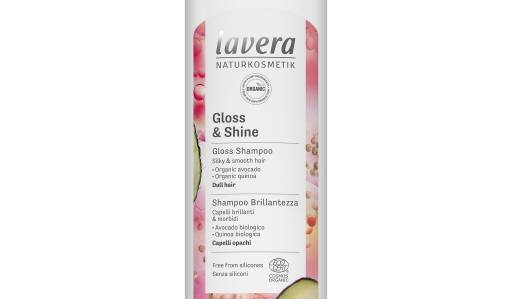 lavera
NATURKOSMETIK
ORGANIC
Gloss
& Shine
Gloss Shampoo
Silky & smooth hair
• Organic avocado
• Organic quinoa
Dull hair
Shampoo Brillantezza
Capelli brillanti
& morbidi
• Avocado biologico
• Quinoa biologica
Capelli opachi
Free from silicones
Senza siliconi
COSMOS
ORGANIC